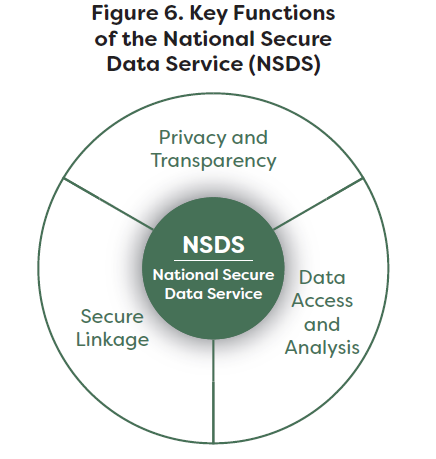 Figure 6. Key Functions
of the National Secure
Data Service (NSDS)
Privacy and
Transparency
NSDS
National Secure
Data Service
Data
Access
and
Analysis
Secure
Linkage